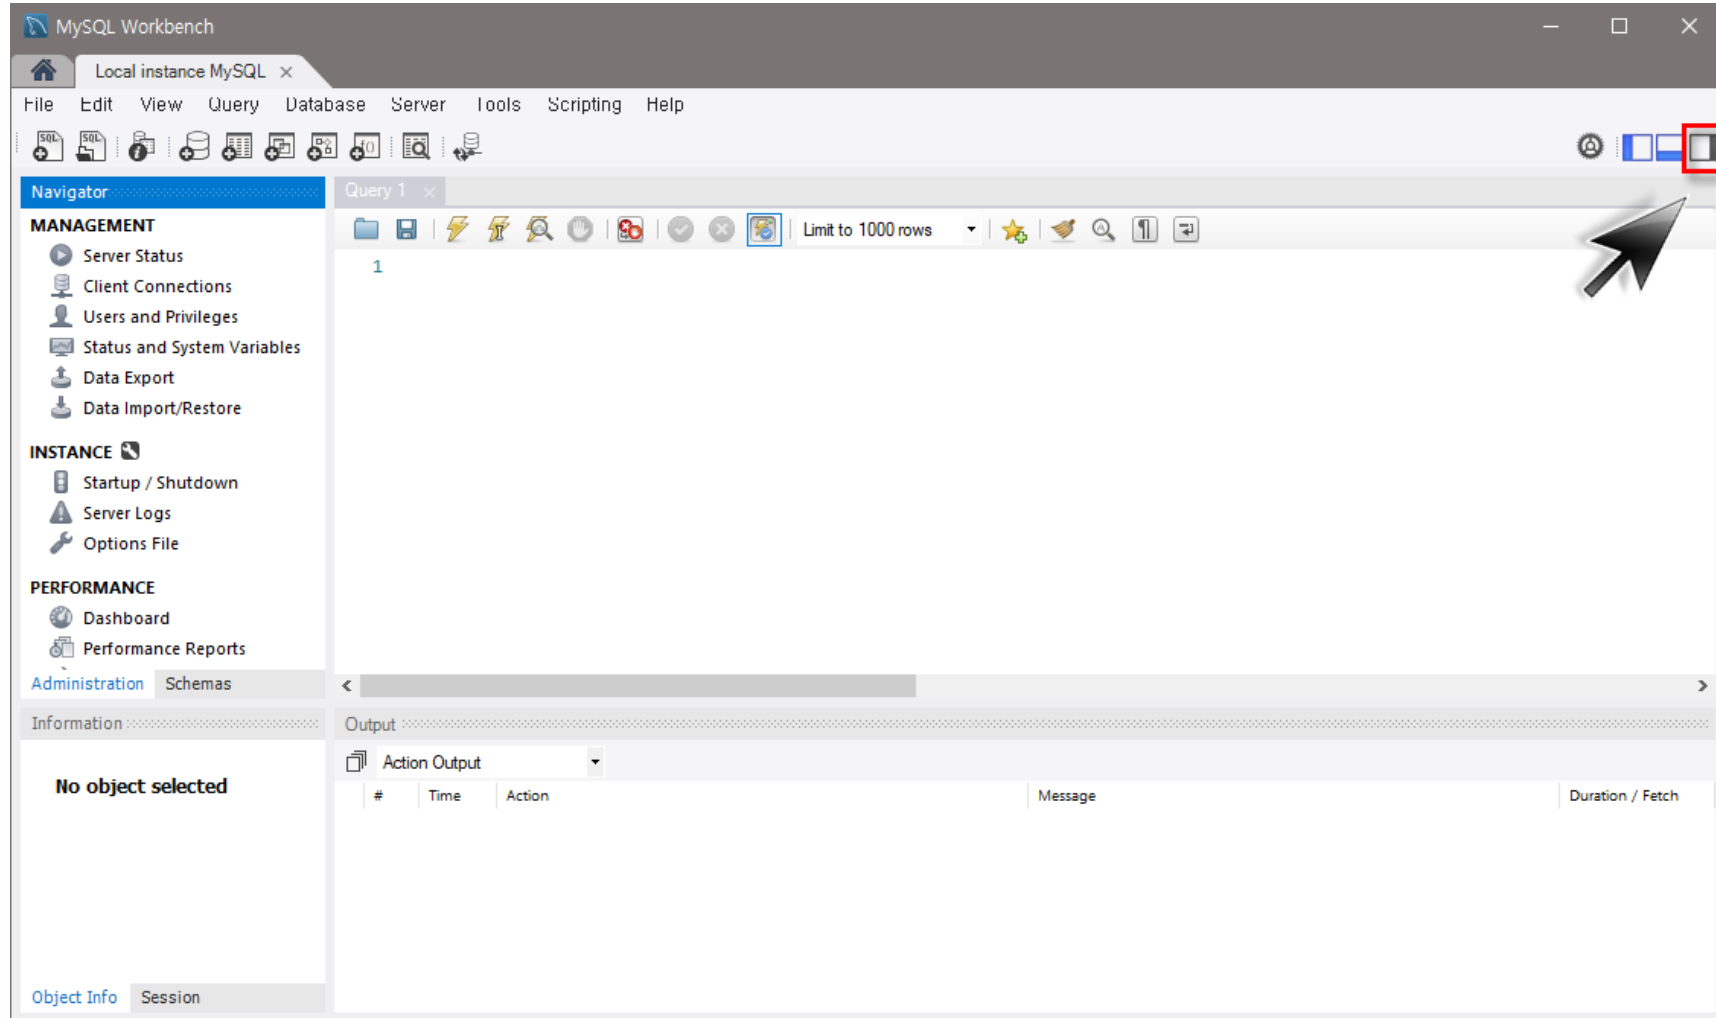 MySQL Workbench
Local instance MySQL
File Edit View Query Database Server Tools Scripting Help
Navigator
Query 1
MANAGEMENT
Limit to 1000 rows
Server Status
1
Client Connections
Users and Privileges
Status and System Variables
Data Export
Data Import/Restore
INSTANCE
Startup / Shutdown
Server Logs
Options File
PERFORMANCE
Dashboard
Performance Reports
Administration Schemas
Information
Output
Action Output
No object selected
# Time Action Message Duration / Fetch
Object Info Session